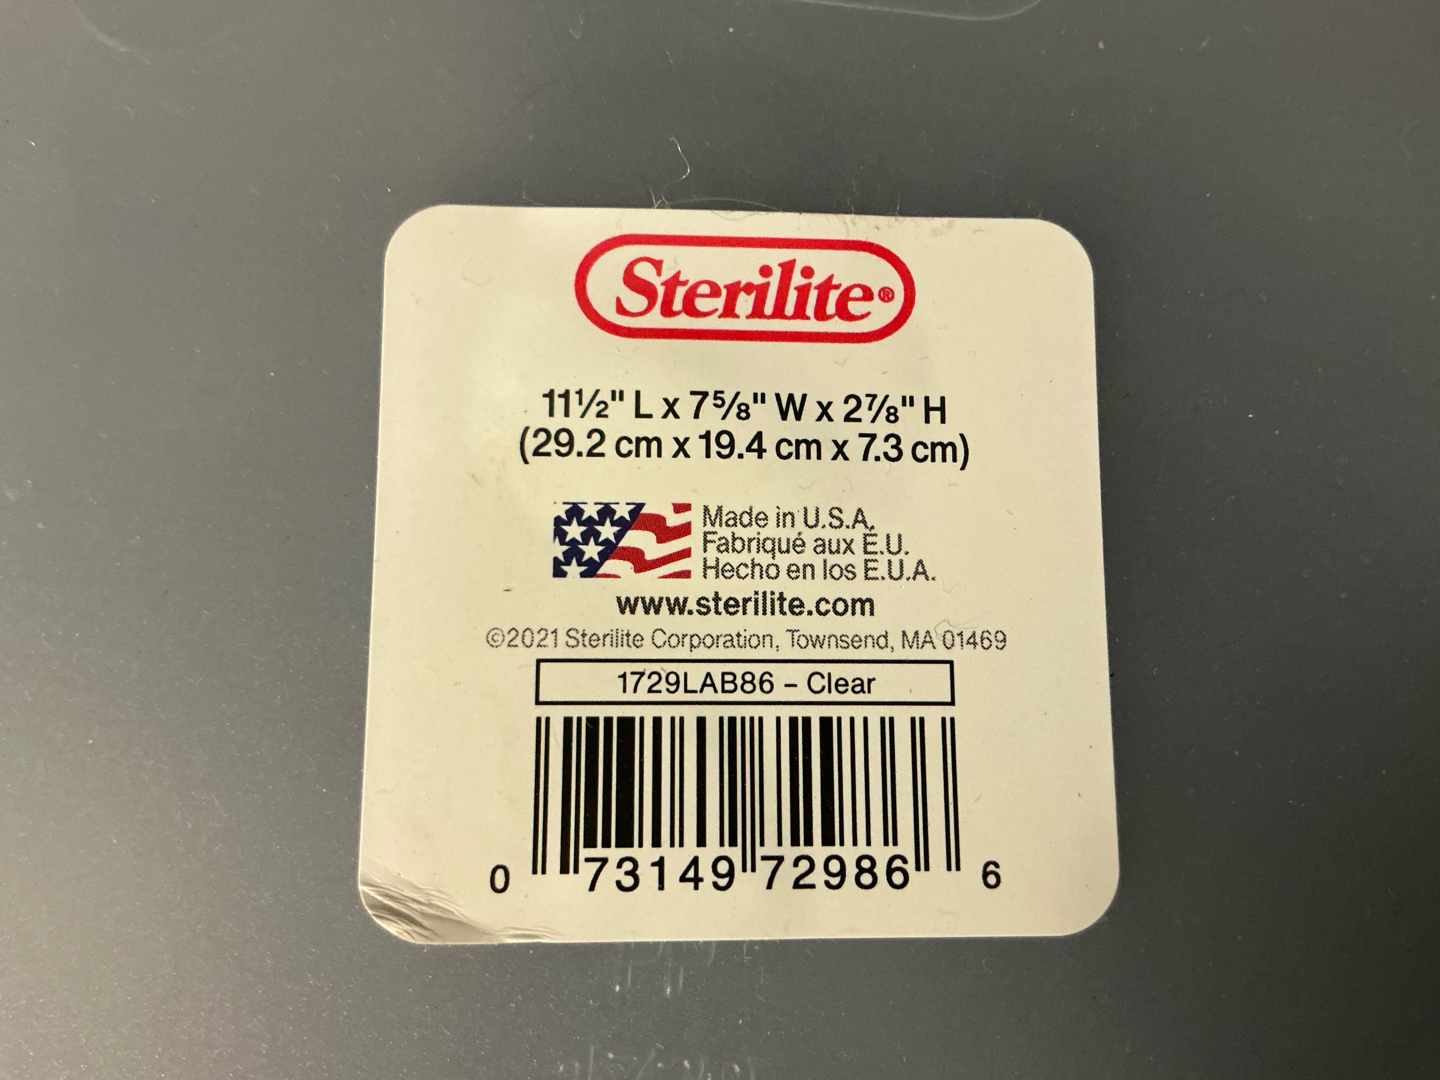 Sterilite®
11½" L x 7⅝" W x 2⅞" H
(29.2 cm x 19.4 cm x 7.3 cm)
Made in U.S.A.
Fabriqué aux É.U.
Hecho en los E.U.A.
www.sterilite.com
©2021 Sterilite Corporation, Townsend, MA 01469
1729LAB86 – Clear
0 73149 72986 6